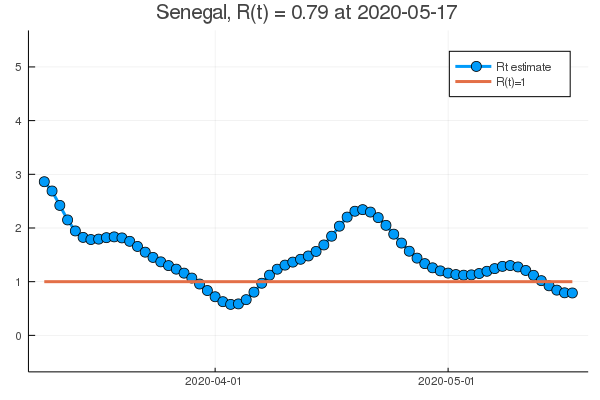 Senegal, R(t) = 0.79 at 2020-05-17
5
4
3
2
1
0
Rt estimate
R(t)=1
2020-04-01
2020-05-01